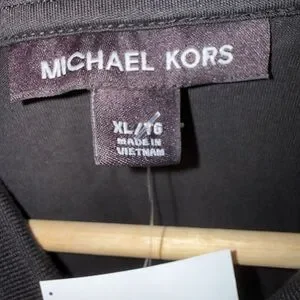 MICHAEL KORS
XL/TG
MADE IN
VIETNAM